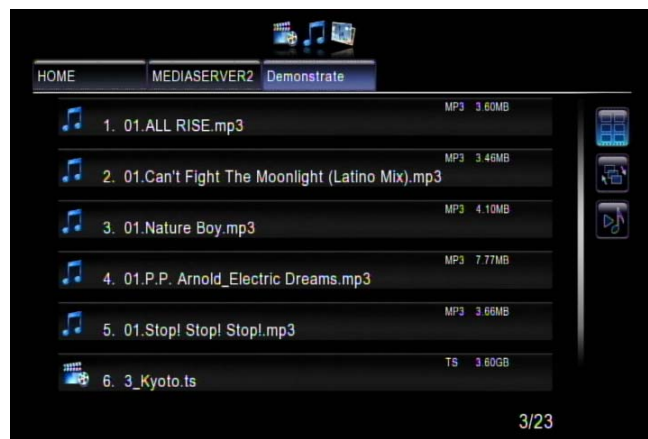 HOME MEDIASERVER2 Demonstrate
MP3 3.60MB
1. 01.ALL RISE.mp3
MP3 3.46MB
2. 01.Can't Fight The Moonlight (Latino Mix).mp3
MP3 4.10MB
3. 01.Nature Boy.mp3
MP3 7.77MB
4. 01.P.P. Arnold_Electric Dreams.mp3
MP3 3.66MB
5. 01.Stop! Stop! Stop!.mp3
TS 3.60GB
6. 3_Kyoto.ts
3/23